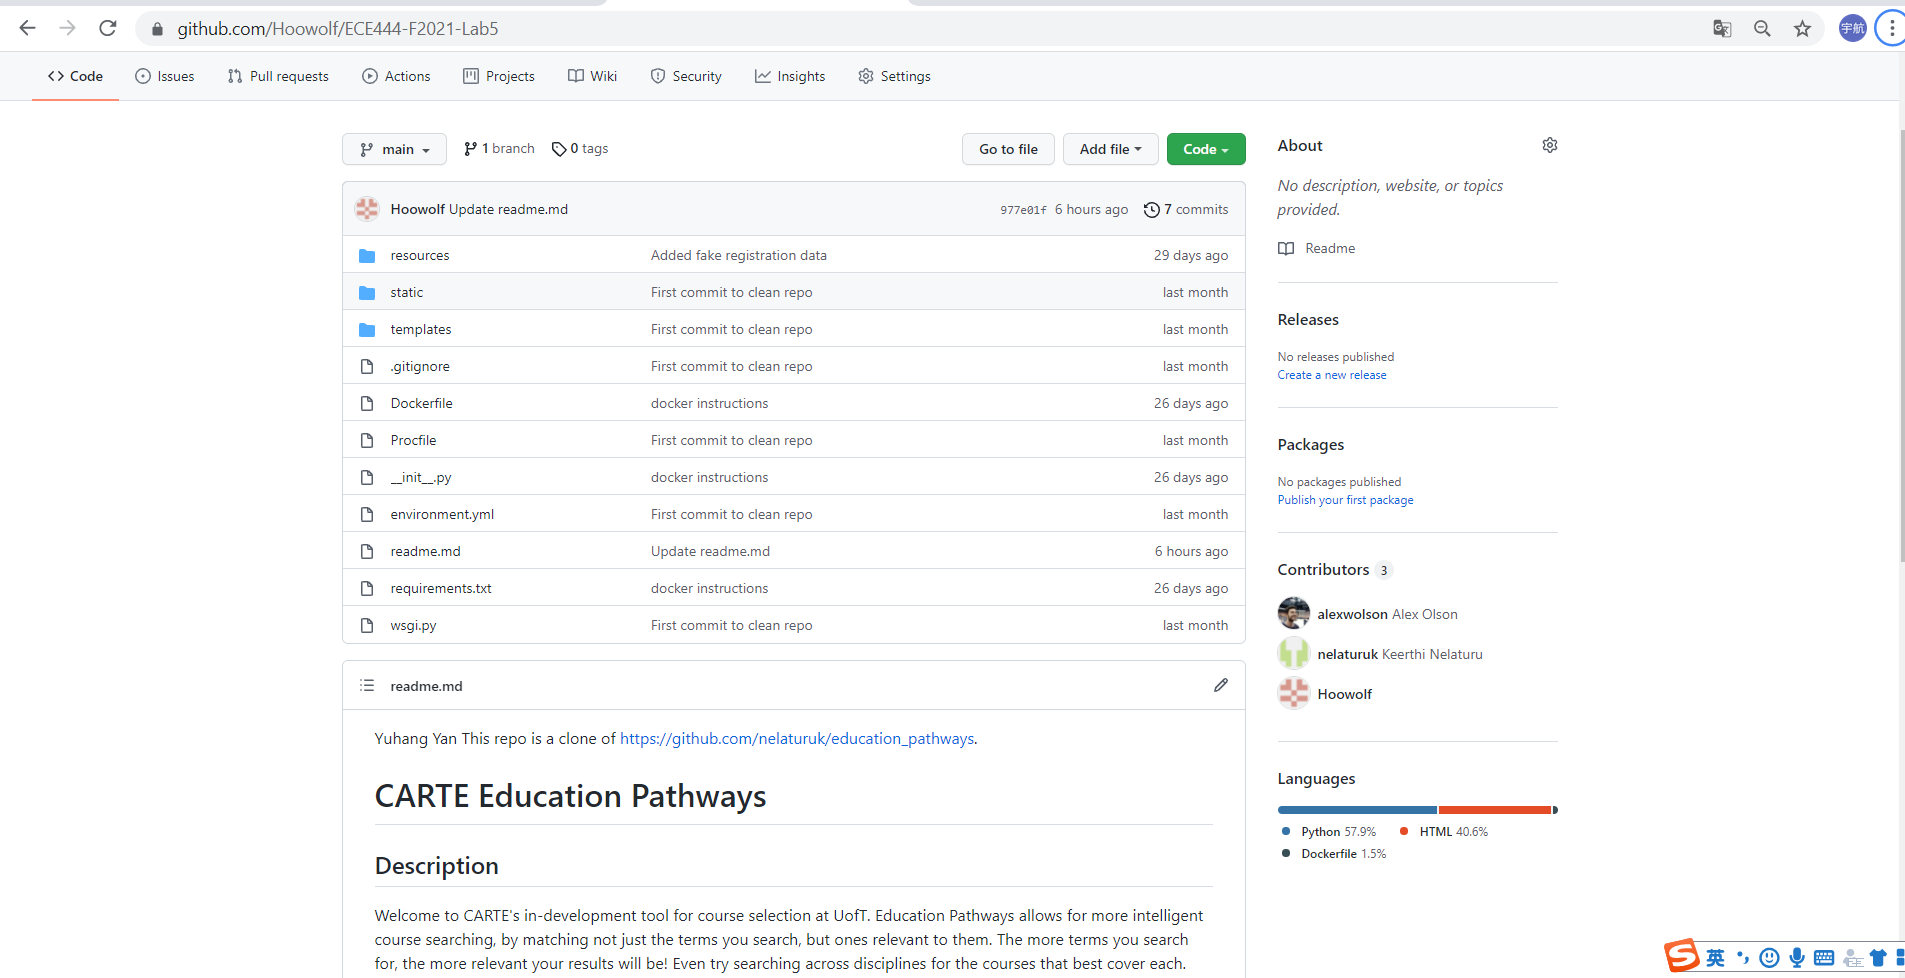 github.com/Hoowolf/ECE444-F2021-Lab5
宇航
Code Issues Pull requests Actions Projects Wiki Security Insights Settings
main 1 branch 0 tags Go to file Add file Code
Hoowolf Update readme.md 977e01f 6 hours ago 7 commits
resources Added fake registration data 29 days ago
static First commit to clean repo last month
templates First commit to clean repo last month
.gitignore First commit to clean repo last month
Dockerfile docker instructions 26 days ago
Procfile First commit to clean repo last month
__init__.py docker instructions 26 days ago
environment.yml First commit to clean repo last month
readme.md Update readme.md 6 hours ago
requirements.txt docker instructions 26 days ago
wsgi.py First commit to clean repo last month
readme.md
Yuhang Yan This repo is a clone of https://github.com/nelaturuk/education_pathways.
CARTE Education Pathways
Description
Welcome to CARTE's in-development tool for course selection at UofT. Education Pathways allows for more intelligent
course searching, by matching not just the terms you search, but ones relevant to them. The more terms you search
for, the more relevant your results will be! Even try searching across disciplines for the courses that best cover each.
About
No description, website, or topics
provided.
Readme
Releases
No releases published
Create a new release
Packages
No packages published
Publish your first package
Contributors 3
alexwolson Alex Olson
nelaturuk Keerthi Nelaturu
Hoowolf
Languages
Python 57.9% HTML 40.6%
Dockerfile 1.5%
S 英